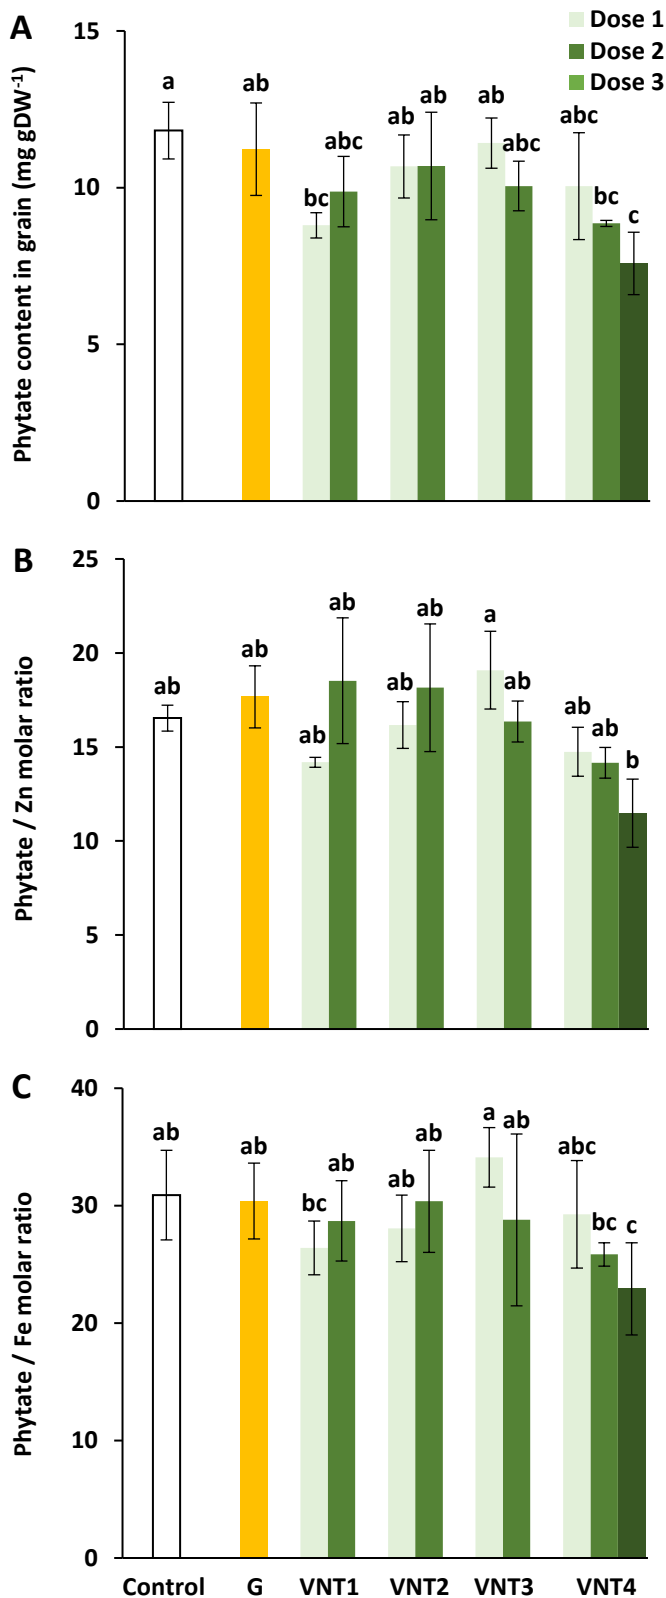 A
Dose 1
Dose 2
Dose 3
Phytate content in grain (mg gDW⁻¹)
15
10
5
0
a
ab
bc
abc
ab
ab
ab
abc
abc
bc
c
B
Phytate / Zn molar ratio
25
20
15
10
5
0
ab
ab
ab
ab
ab
ab
a
ab
ab
ab
b
C
Phytate / Fe molar ratio
40
30
20
10
0
ab
ab
bc
ab
ab
ab
a
ab
abc
bc
c
Control G VNT1 VNT2 VNT3 VNT4